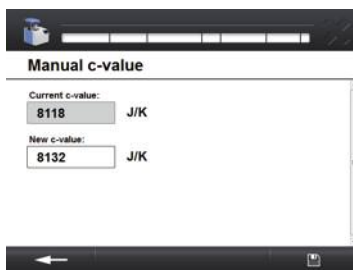 Manual c-value
Current c-value:
8118 J/K
New c-value:
8132 J/K